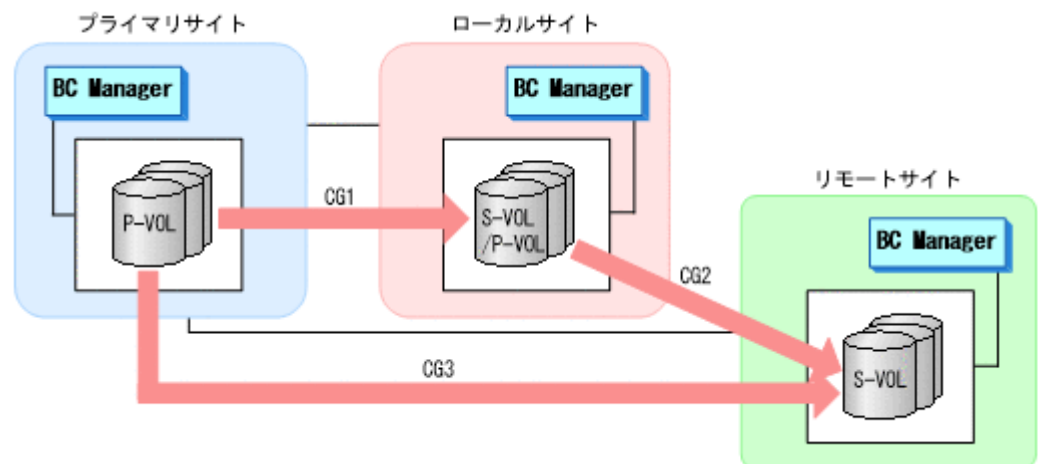 プライマリサイト
ローカルサイト
BC Manager
BC Manager
P-VOL
CG1
S-VOL
/P-VOL
リモートサイト
BC Manager
CG2
CG3
S-VOL